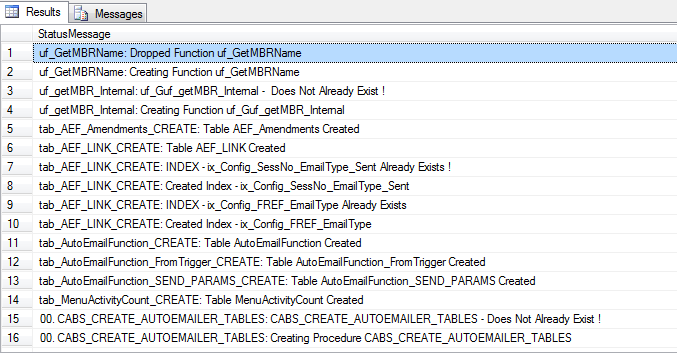 Results Messages
StatusMessage
1 uf_GetMBRName: Dropped Function uf_GetMBRName
2 uf_GetMBRName: Creating Function uf_GetMBRName
3 uf_getMBR_Internal: uf_Guf_getMBR_Internal - Does Not Already Exist !
4 uf_getMBR_Internal: Creating Function uf_Guf_getMBR_Internal
5 tab_AEF_Amendments_CREATE: Table AEF_Amendments Created
6 tab_AEF_LINK_CREATE: Table AEF_LINK Created
7 tab_AEF_LINK_CREATE: INDEX - ix_Config_SessNo_EmailType_Sent Already Exists !
8 tab_AEF_LINK_CREATE: Created Index - ix_Config_SessNo_EmailType_Sent
9 tab_AEF_LINK_CREATE: INDEX - ix_Config_FREF_EmailType Already Exists
10 tab_AEF_LINK_CREATE: Created Index - ix_Config_FREF_EmailType
11 tab_AutoEmailFunction_CREATE: Table AutoEmailFunction Created
12 tab_AutoEmailFunction_FromTrigger_CREATE: Table AutoEmailFunction_FromTrigger Created
13 tab_AutoEmailFunction_SEND_PARAMS_CREATE: Table AutoEmailFunction_SEND_PARAMS Created
14 tab_MenuActivityCount_CREATE: Table MenuActivityCount Created
15 00. CABS_CREATE_AUTOEMAILER_TABLES: CABS_CREATE_AUTOEMAILER_TABLES - Does Not Already Exist !
16 00. CABS_CREATE_AUTOEMAILER_TABLES: Creating Procedure CABS_CREATE_AUTOEMAILER_TABLES